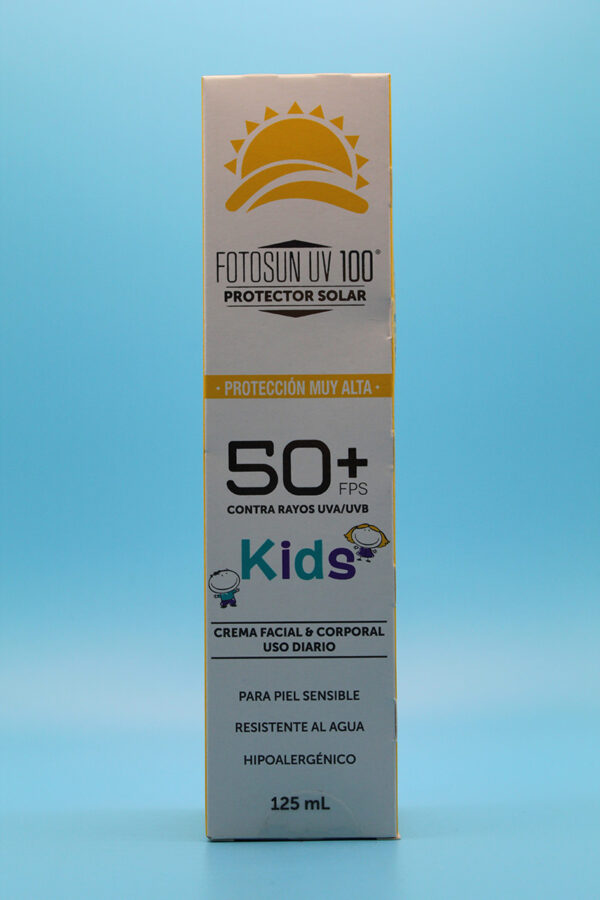 FOTOSUN UV 100®
PROTECTOR SOLAR
• PROTECCIÓN MUY ALTA •
50+
FPS
CONTRA RAYOS UVA/UVB
Kids
CREMA FACIAL & CORPORAL
USO DIARIO
PARA PIEL SENSIBLE
RESISTENTE AL AGUA
HIPOALERGÉNICO
125 mL